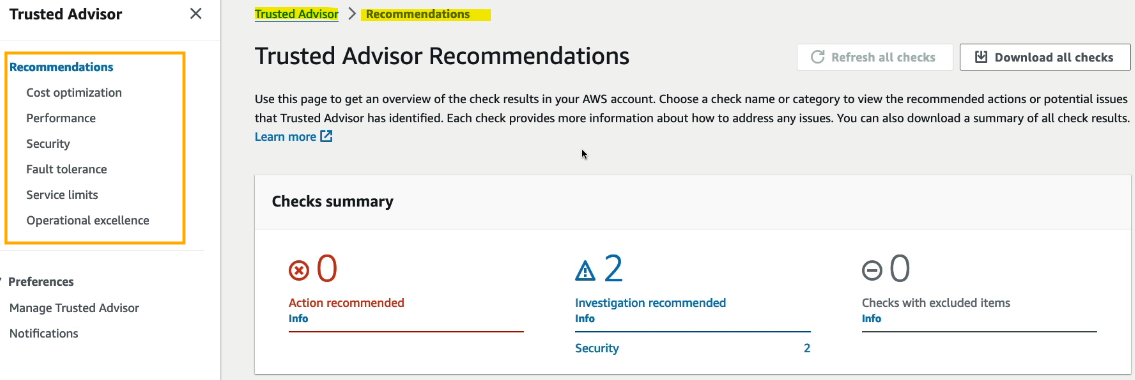 Trusted Advisor
Recommendations
Cost optimization
Performance
Security
Fault tolerance
Service limits
Operational excellence
Preferences
Manage Trusted Advisor
Notifications
Trusted Advisor > Recommendations
Trusted Advisor Recommendations
Refresh all checks
Download all checks
Use this page to get an overview of the check results in your AWS account. Choose a check name or category to view the recommended actions or potential issues
that Trusted Advisor has identified. Each check provides more information about how to address any issues. You can also download a summary of all check results.
Learn more
Checks summary
0
Action recommended
Info
2
Investigation recommended
Info
Security 2
0
Checks with excluded items
Info